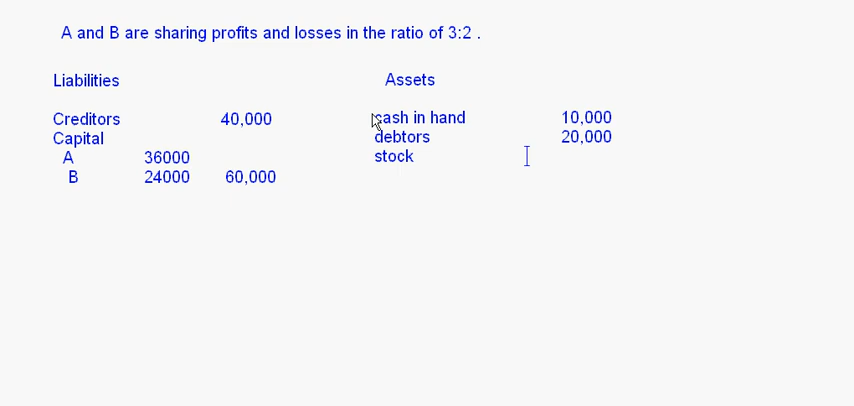 A and B are sharing profits and losses in the ratio of 3:2 .
Liabilities Assets
Creditors 40,000 cash in hand 10,000
Capital debtors 20,000
A 36000 stock
B 24000 60,000